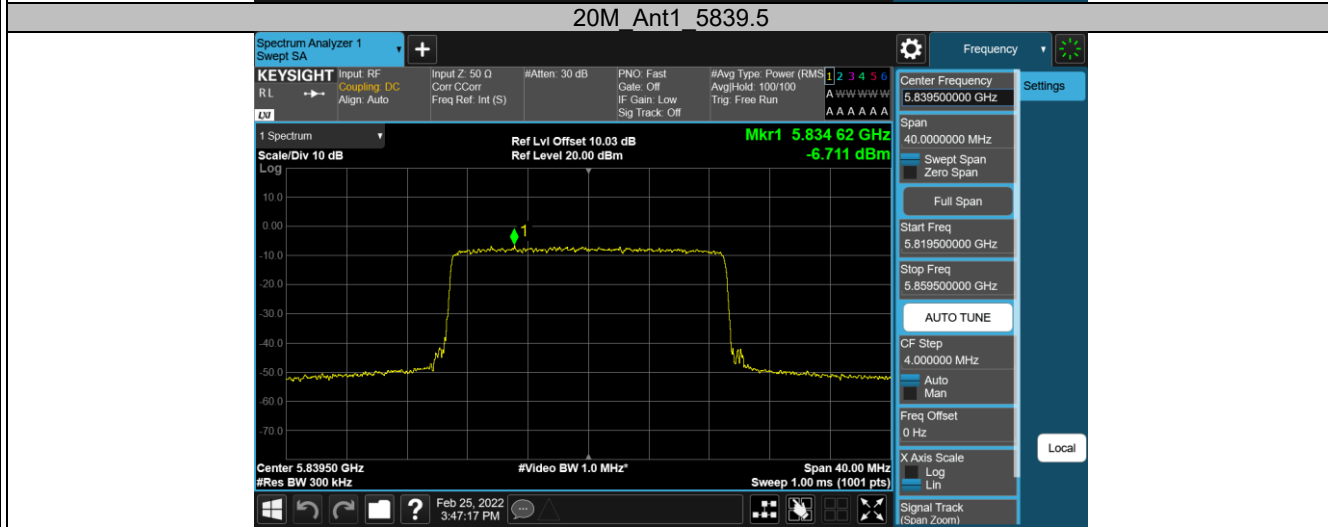 20M_Ant1_5839.5
Spectrum Analyzer 1
Swept SA
Frequency
KEYSIGHT
RL
LXI
Input: RF
Coupling: DC
Align: Auto
Input Z: 50 Ω
Corr CCorr
Freq Ref: Int (S)
#Atten: 30 dB
PNO: Fast
Gate: Off
IF Gain: Low
Sig Track: Off
#Avg Type: Power (RMS
Avg|Hold: 100/100
Trig: Free Run
1 2 3 4 5 6
A W W W W W
A A A A A A
1 Spectrum
Scale/Div 10 dB
Log
Ref Lvl Offset 10.03 dB
Ref Level 20.00 dBm
Mkr1 5.834 62 GHz
-6.711 dBm
10.0
0.00
-10.0
-20.0
-30.0
-40.0
-50.0
-60.0
-70.0
1
Center 5.83950 GHz
#Res BW 300 kHz
#Video BW 1.0 MHz*
Span 40.00 MHz
Sweep 1.00 ms (1001 pts)
Center Frequency
5.839500000 GHz
Settings
Span
40.0000000 MHz
Swept Span
Zero Span
Full Span
Start Freq
5.819500000 GHz
Stop Freq
5.859500000 GHz
AUTO TUNE
CF Step
4.000000 MHz
Auto
Man
Freq Offset
0 Hz
Local
X Axis Scale
Log
Lin
Signal Track
(Span Zoom)
Feb 25, 2022
3:47:17 PM